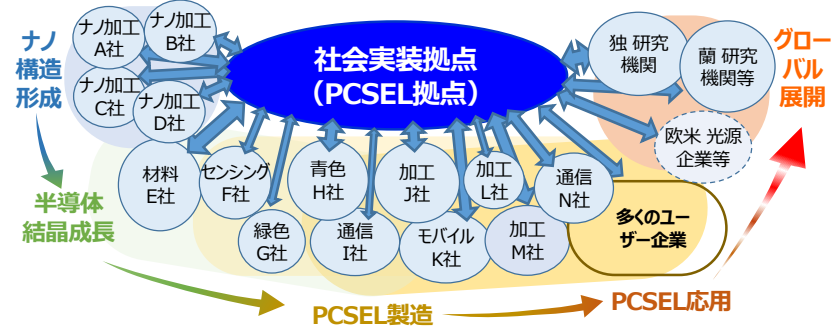 ナノ
構造
形成
ナノ加工
A社
ナノ加工
B社
ナノ加工
C社
ナノ加工
D社
社会実装拠点
（PCSEL拠点）
独 研究
機関
蘭 研究
機関等
欧米 光源
企業等
グロー
バル
展開
材料
E社
センシング
F社
緑色
G社
青色
H社
通信
I社
加工
J社
モバイル
K社
加工
L社
加工
M社
通信
N社
多くのユー
ザー企業
半導体
結晶成長
PCSEL製造
PCSEL応用